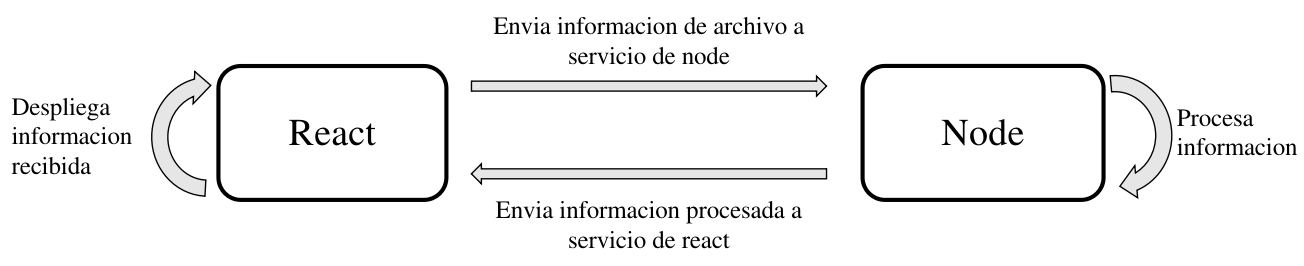 Envia informacion de archivo a
servicio de node
Despliega
informacion
recibida
React
Node
Procesa
informacion
Envia informacion procesada a
servicio de react